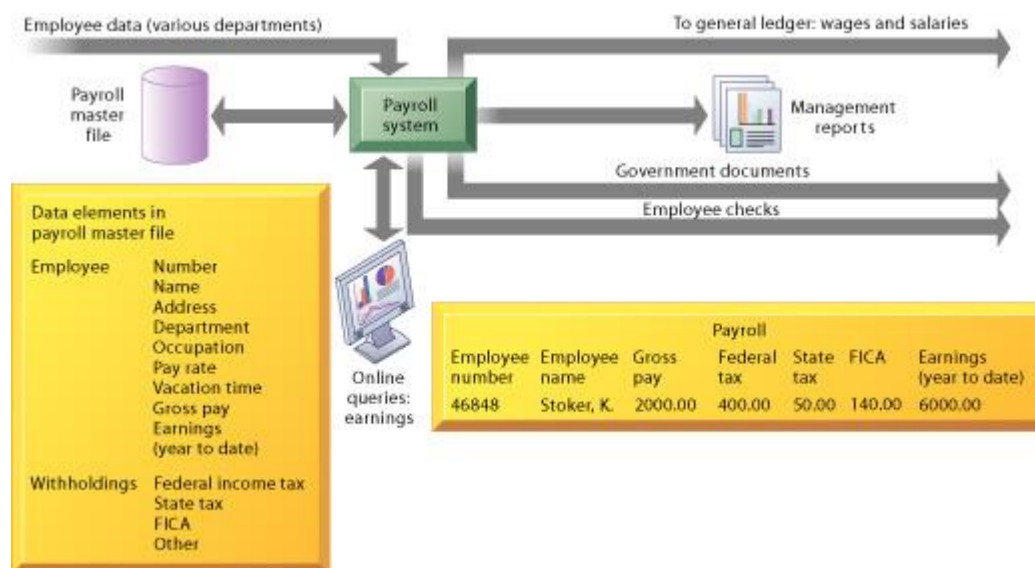 Employee data (various departments)
To general ledger: wages and salaries
Payroll
master
file
Payroll
system
Management
reports
Government documents
Employee checks
Data elements in
payroll master file
Employee Number
Name
Address
Department
Occupation
Pay rate
Vacation time
Gross pay
Earnings
(year to date)
Withholdings Federal income tax
State tax
FICA
Other
Online
queries:
earnings
Payroll
Employee Employee Gross Federal State FICA Earnings
number name pay tax tax (year to date)
46848 Stoker, K. 2000.00 400.00 50.00 140.00 6000.00